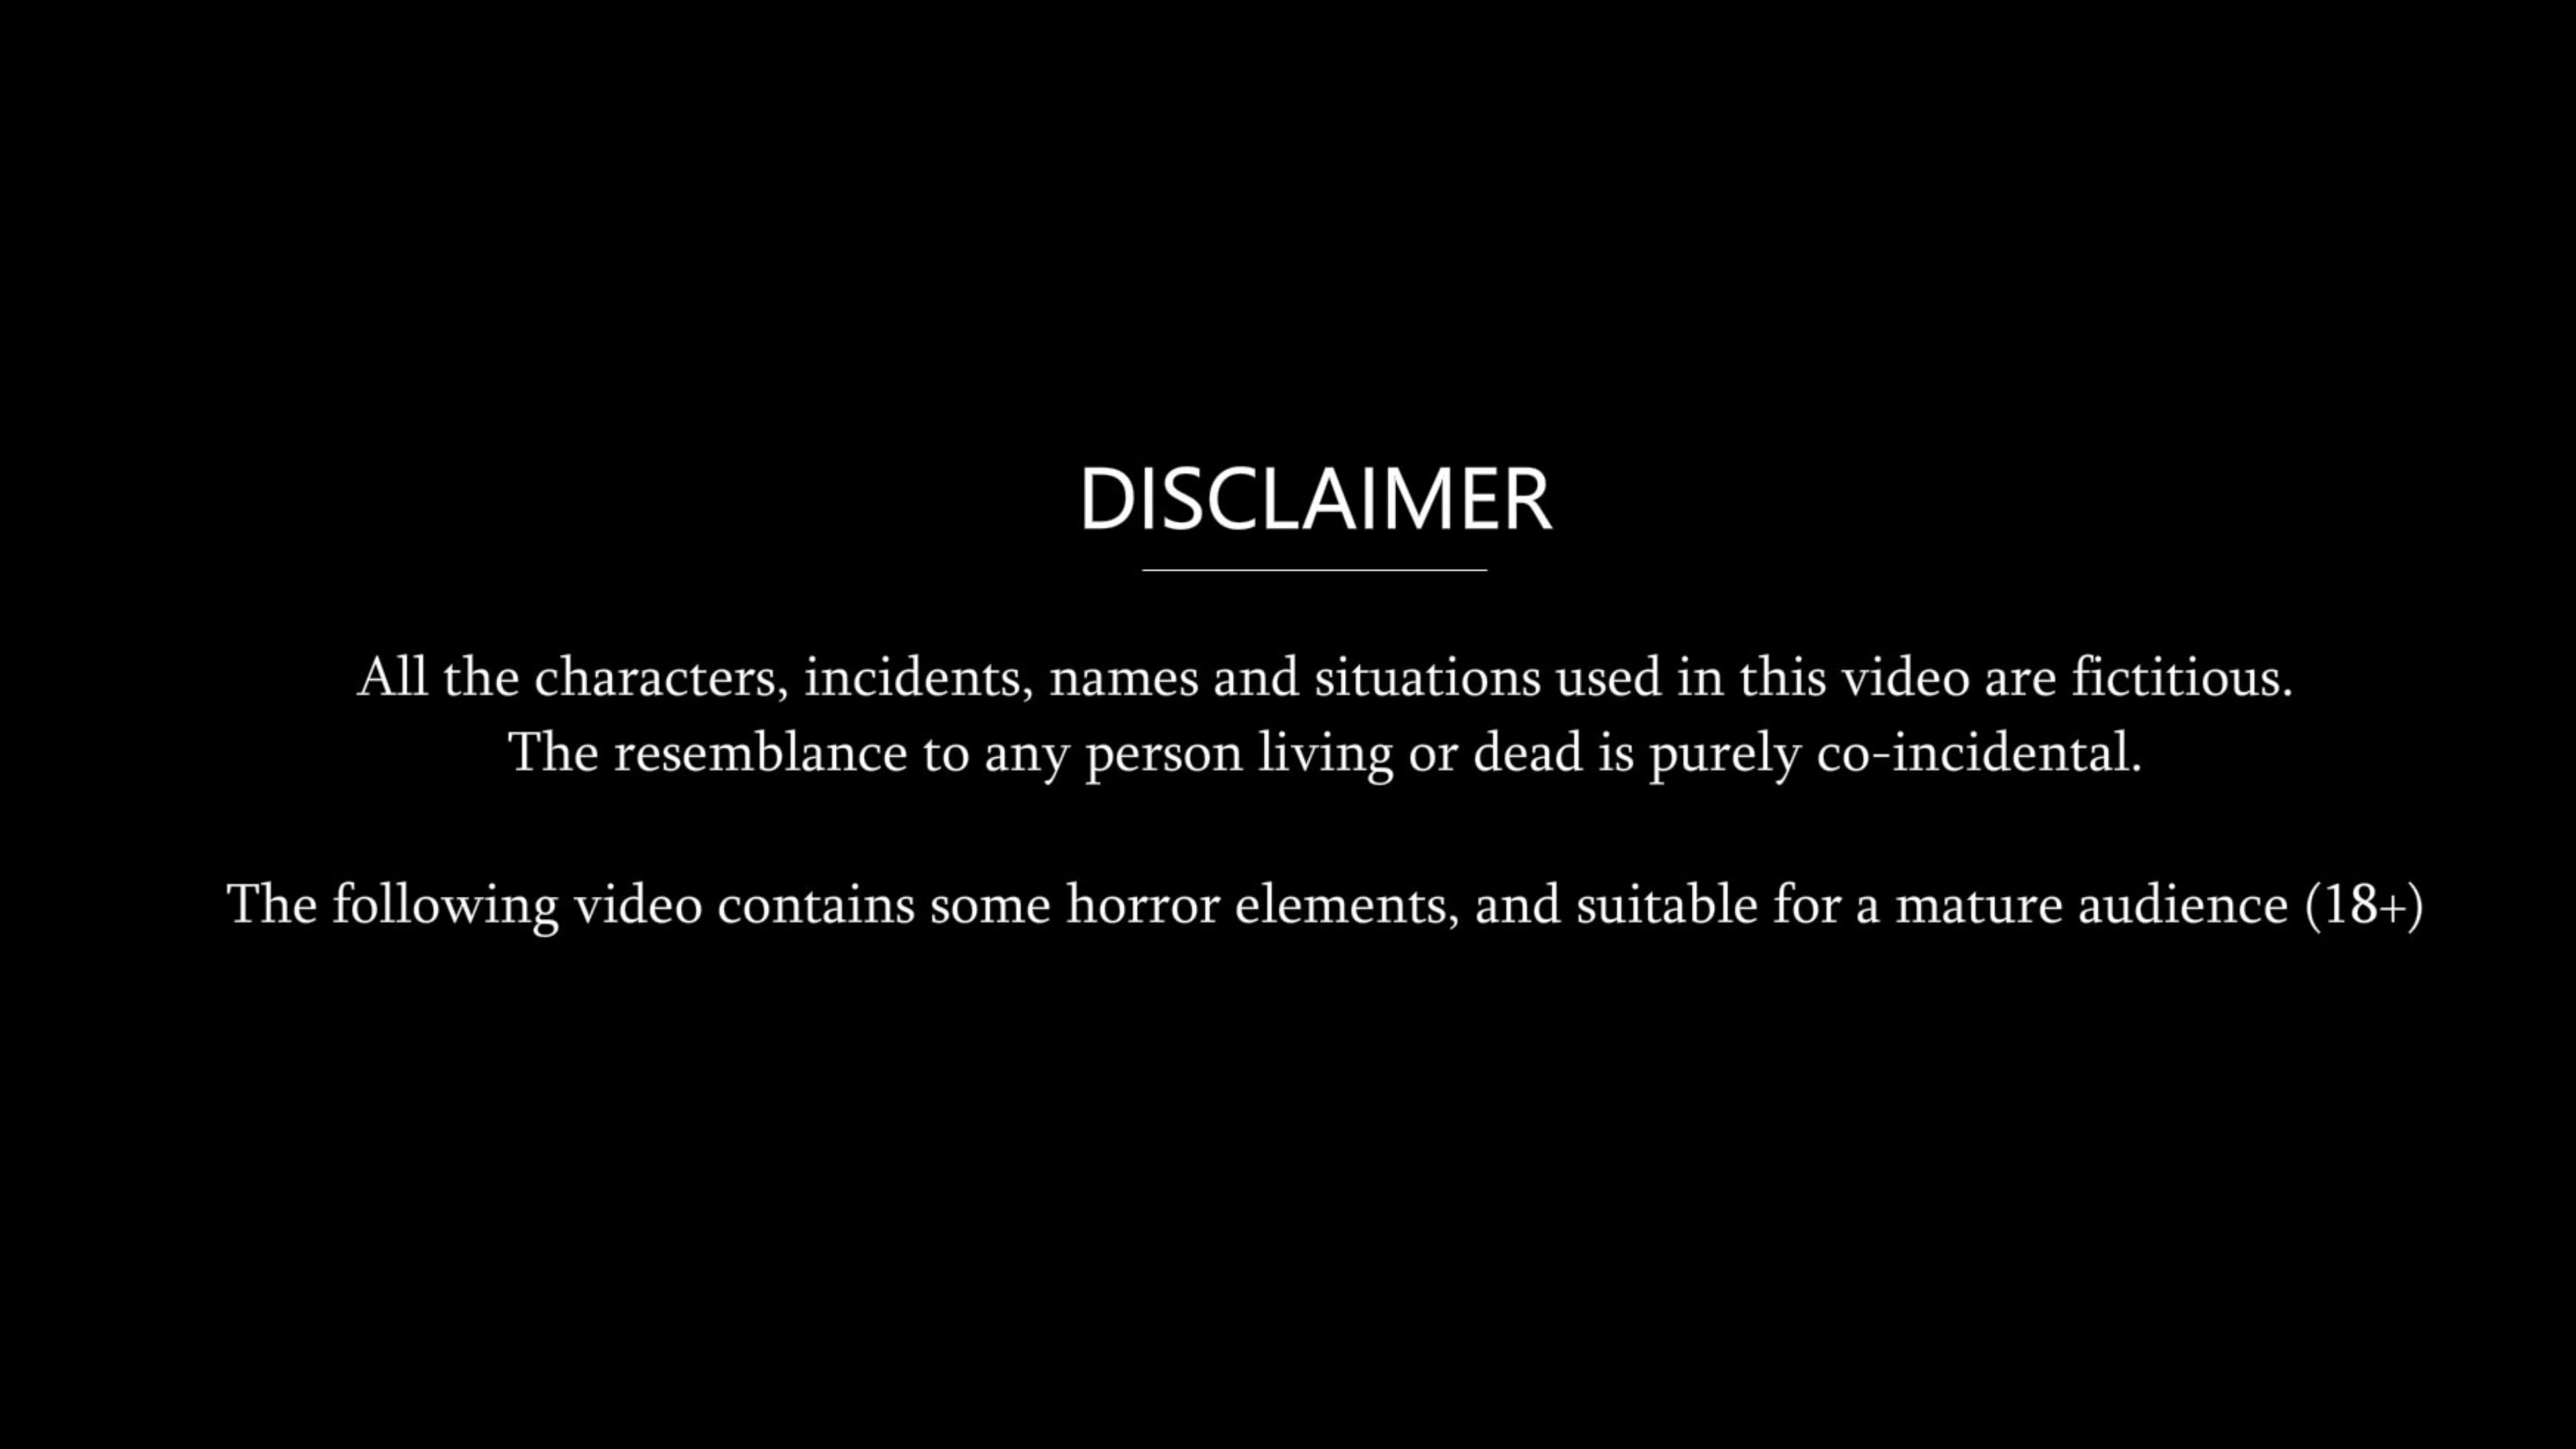 DISCLAIMER
All the characters, incidents, names and situations used in this video are fictitious.
The resemblance to any person living or dead is purely co-incidental.
The following video contains some horror elements, and suitable for a mature audience (18+)